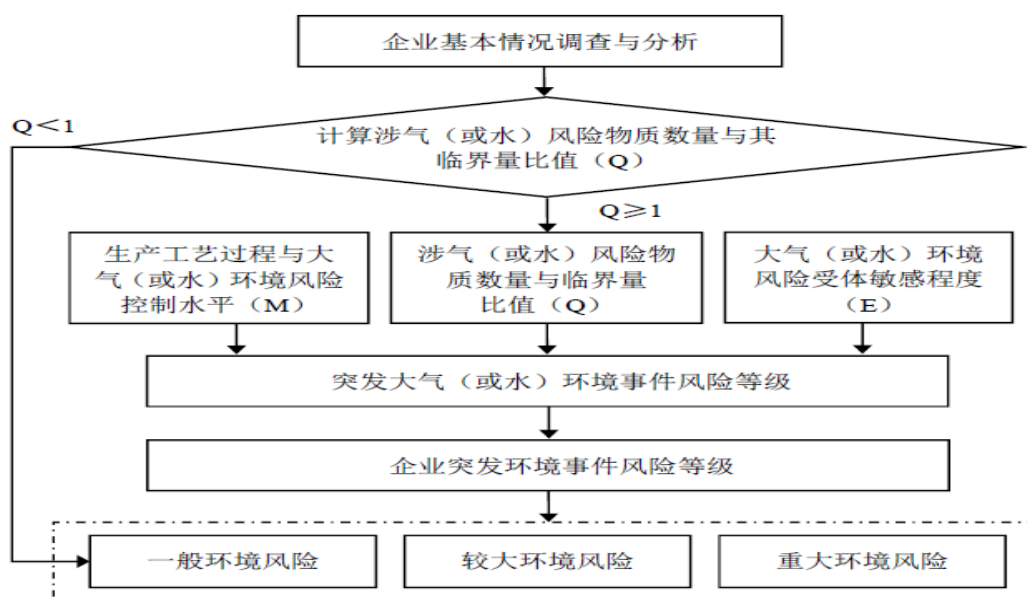 企业基本情况调查与分析
Q＜1
计算涉气（或水）风险物质数量与其
临界量比值（Q）
Q≥1
生产工艺过程与大
气（或水）环境风险
控制水平（M）
涉气（或水）风险物
质数量与临界量
比值（Q）
大气（或水）环境
风险受体敏感程度
（E）
突发大气（或水）环境事件风险等级
企业突发环境事件风险等级
一般环境风险
较大环境风险
重大环境风险